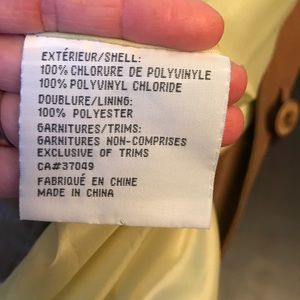 EXTÉRIEUR/SHELL:
100% CHLORURE DE POLYVINYLE
100% POLYVINYL CHLORIDE
DOUBLURE/LINING:
100% POLYESTER
GARNITURES/TRIMS:
GARNITURES NON-COMPRISES
EXCLUSIVE OF TRIMS
CA#37049
FABRIQUÉ EN CHINE
MADE IN CHINA